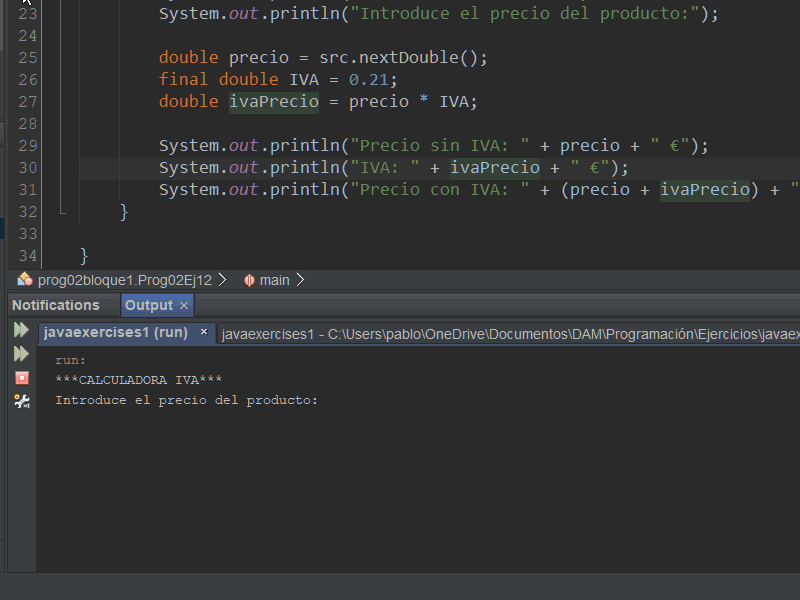 23 System.out.println("Introduce el precio del producto:");
24
25 double precio = src.nextDouble();
26 final double IVA = 0.21;
27 double ivaPrecio = precio * IVA;
28
29 System.out.println("Precio sin IVA: " + precio + " €");
30 System.out.println("IVA: " + ivaPrecio + " €");
31 System.out.println("Precio con IVA: " + (precio + ivaPrecio) + "
32 }
33
34 }
prog02bloque1.Prog02Ej12 main
Notifications Output ×
javaexercises1 (run) × javaexercises1 - C:\Users\pablo\OneDrive\Documentos\DAM\Programación\Ejercicios\javaex
run:
***CALCULADORA IVA***
Introduce el precio del producto: